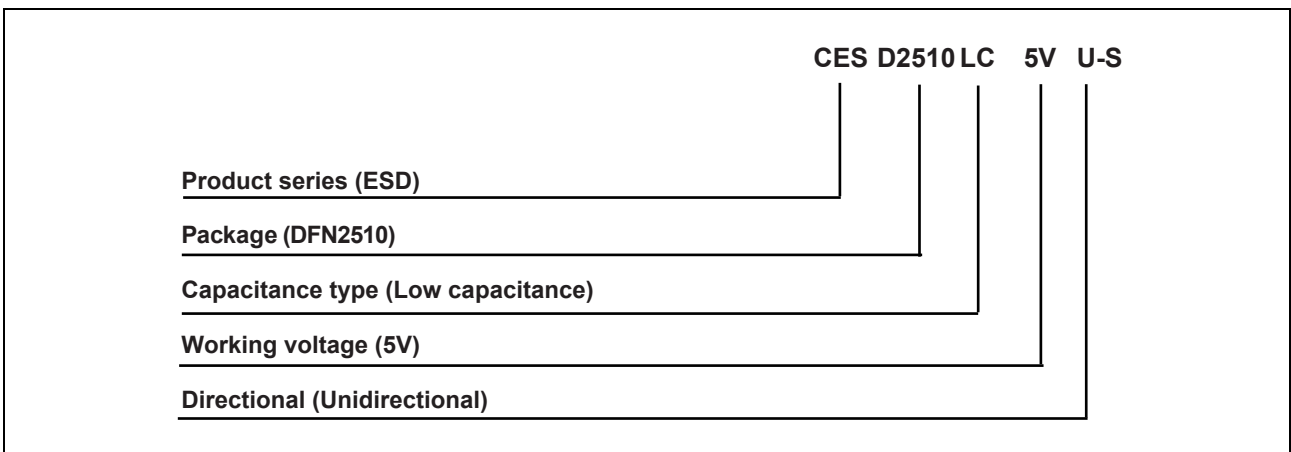 CES D2510 LC 5V U-S
Product series (ESD)
Package (DFN2510)
Capacitance type (Low capacitance)
Working voltage (5V)
Directional (Unidirectional)